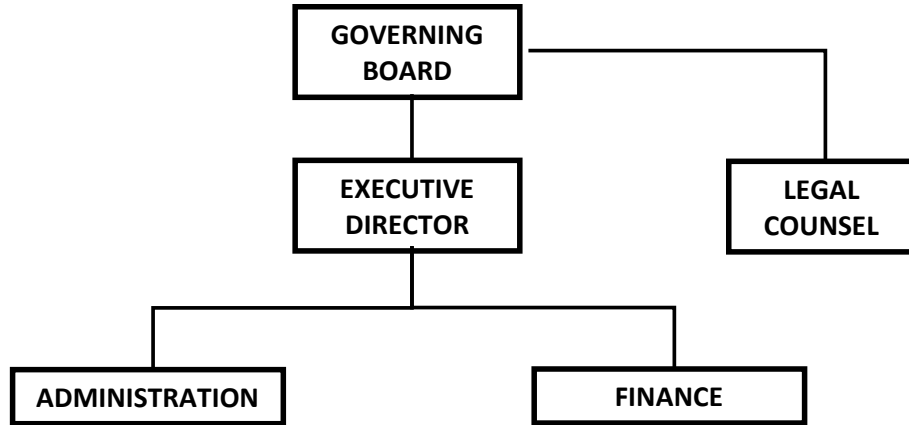 GOVERNING
BOARD
EXECUTIVE
DIRECTOR
LEGAL
COUNSEL
ADMINISTRATION
FINANCE